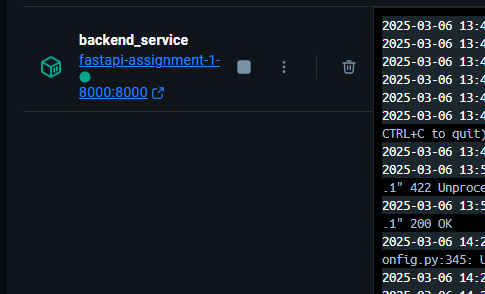 backend_service
fastapi-assignment-1-
8000:8000
2025-03-06 13:4
2025-03-06 13:4
2025-03-06 13:4
2025-03-06 13:4
2025-03-06 13:4
2025-03-06 13:4
CTRL+C to quit)
2025-03-06 13:4
2025-03-06 13:5
.1" 422 Unproce
2025-03-06 13:5
.1" 200 OK
2025-03-06 14:2
onfig.py:345: U
2025-03-06 14:2
2025-03-06 14:2